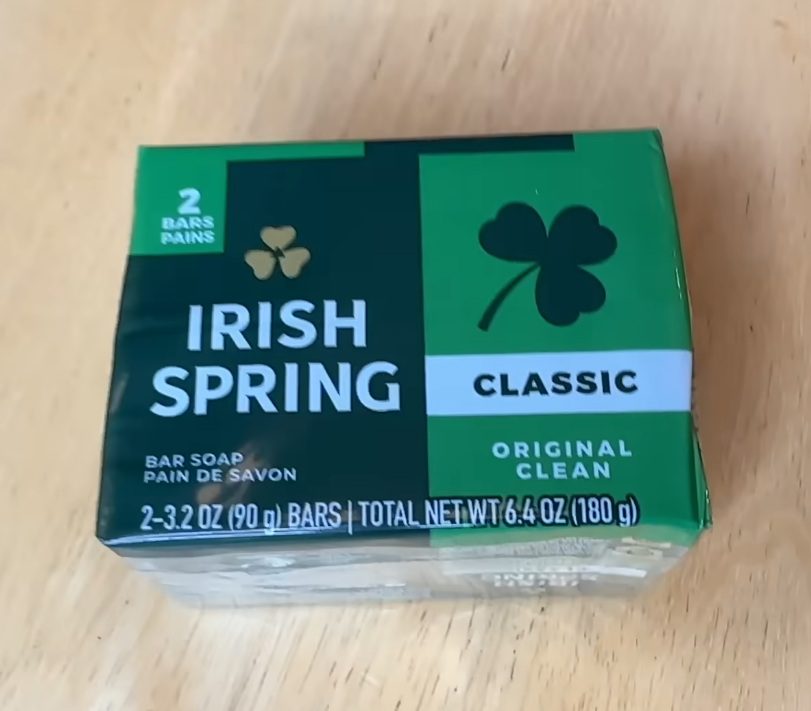 2
BARS
PAINS
IRISH
SPRING
BAR SOAP
PAIN DE SAVON
CLASSIC
ORIGINAL
CLEAN
2-3.2 OZ (90 g) BARS | TOTAL NET WT 6.4 OZ (180 g)